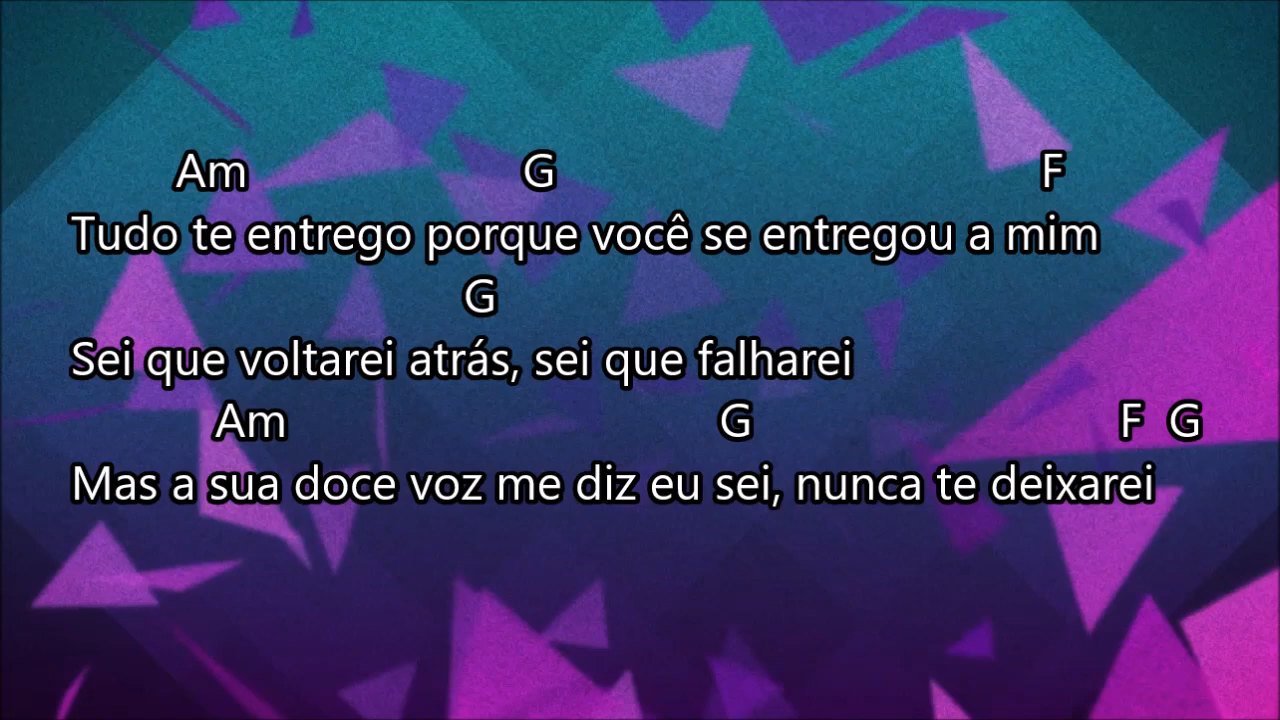 Am G F
Tudo te entrego porque você se entregou a mim
G
Sei que voltarei atrás, sei que falharei
Am G F G
Mas a sua doce voz me diz eu sei, nunca te deixarei